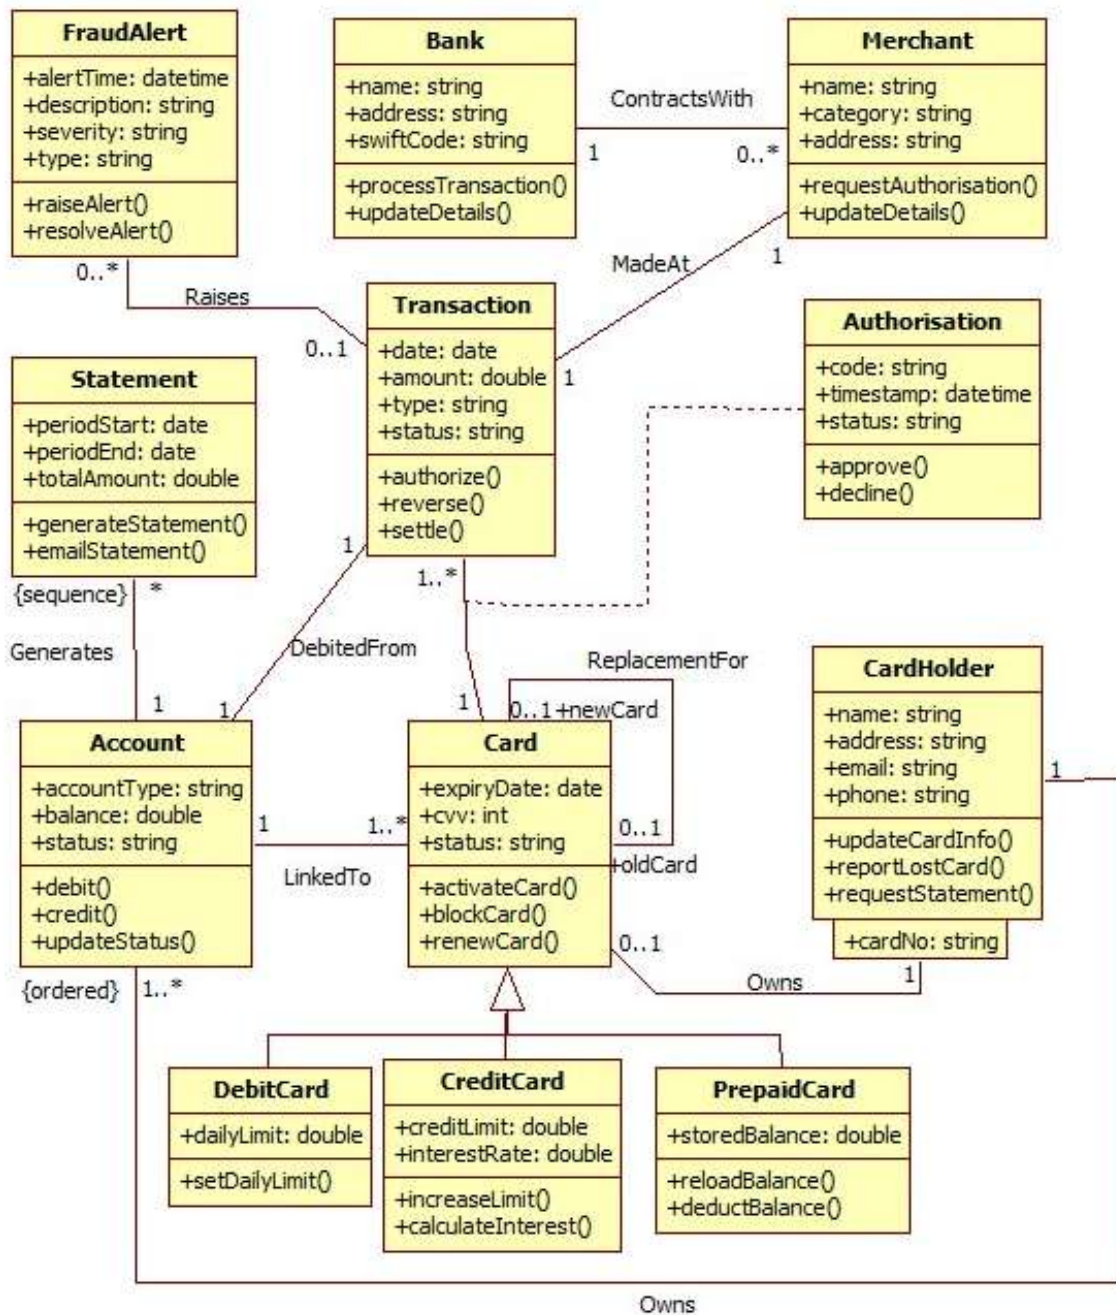 FraudAlert
+alertTime: datetime
+description: string
+severity: string
+type: string
+raiseAlert()
+resolveAlert()
0..*
Bank
+name: string
+address: string
+swiftCode: string
+processTransaction()
+updateDetails()
ContractsWith
1
0..*
Merchant
+name: string
+category: string
+address: string
+requestAuthorisation()
+updateDetails()
1
MadeAt
Raises
0..1
Transaction
+date: date
+amount: double
+type: string
+status: string
+authorize()
+reverse()
+settle()
1
1
1..*
Authorisation
+code: string
+timestamp: datetime
+status: string
+approve()
+decline()
Statement
+periodStart: date
+periodEnd: date
+totalAmount: double
+generateStatement()
+emailStatement()
{sequence}
*
Generates
1
DebitedFrom
1
ReplacementFor
0..1
+newCard
1
Account
+accountType: string
+balance: double
+status: string
+debit()
+credit()
+updateStatus()
{ordered}
1..*
1
1..*
LinkedTo
Card
+expiryDate: date
+cvv: int
+status: string
+activateCard()
+blockCard()
+renewCard()
0..1
+oldCard
0..1
CardHolder
+name: string
+address: string
+email: string
+phone: string
+updateCardInfo()
+reportLostCard()
+requestStatement()
+cardNo: string
1
1
Owns
DebitCard
+dailyLimit: double
+setDailyLimit()
CreditCard
+creditLimit: double
+interestRate: double
+increaseLimit()
+calculateInterest()
PrepaidCard
+storedBalance: double
+reloadBalance()
+deductBalance()
Owns